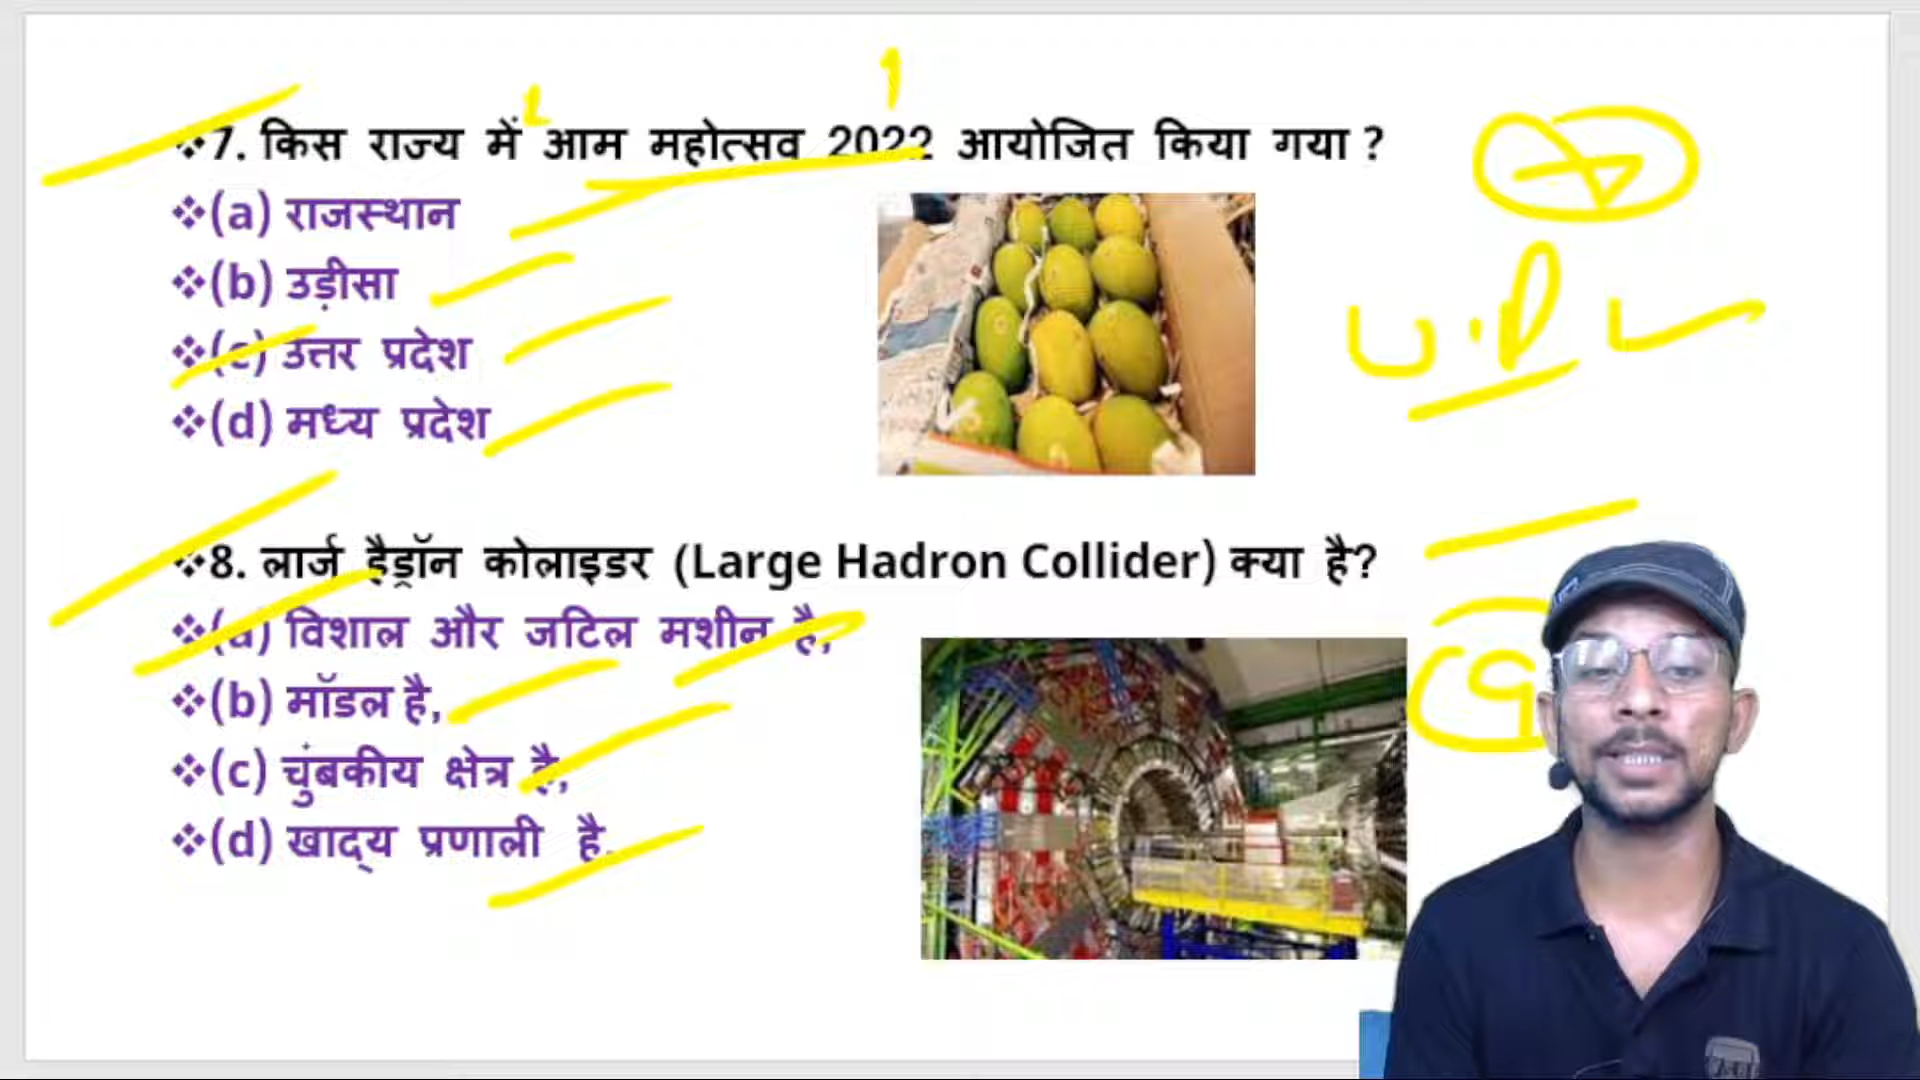 ❖7. किस राज्य में आम महोत्सव 2022 आयोजित किया गया ?
❖(a) राजस्थान
❖(b) उड़ीसा
❖(c) उत्तर प्रदेश
❖(d) मध्य प्रदेश
U.P
❖8. लार्ज हैड्रॉन कोलाइडर (Large Hadron Collider) क्या है?
❖(a) विशाल और जटिल मशीन है,
❖(b) मॉडल है,
❖(c) चुंबकीय क्षेत्र है,
❖(d) खाद्य प्रणाली है.